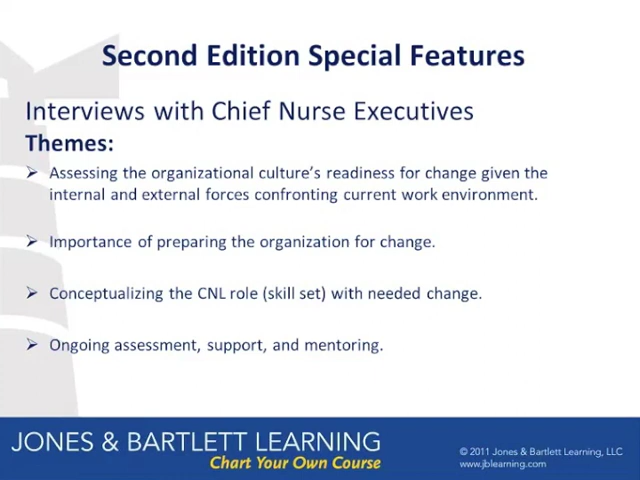 Second Edition Special Features
Interviews with Chief Nurse Executives
Themes:
➢ Assessing the organizational culture's readiness for change given the
internal and external forces confronting current work environment.
➢ Importance of preparing the organization for change.
➢ Conceptualizing the CNL role (skill set) with needed change.
➢ Ongoing assessment, support, and mentoring.
JONES & BARTLETT LEARNING
Chart Your Own Course
© 2011 Jones & Bartlett Learning, LLC
www.jblearning.com